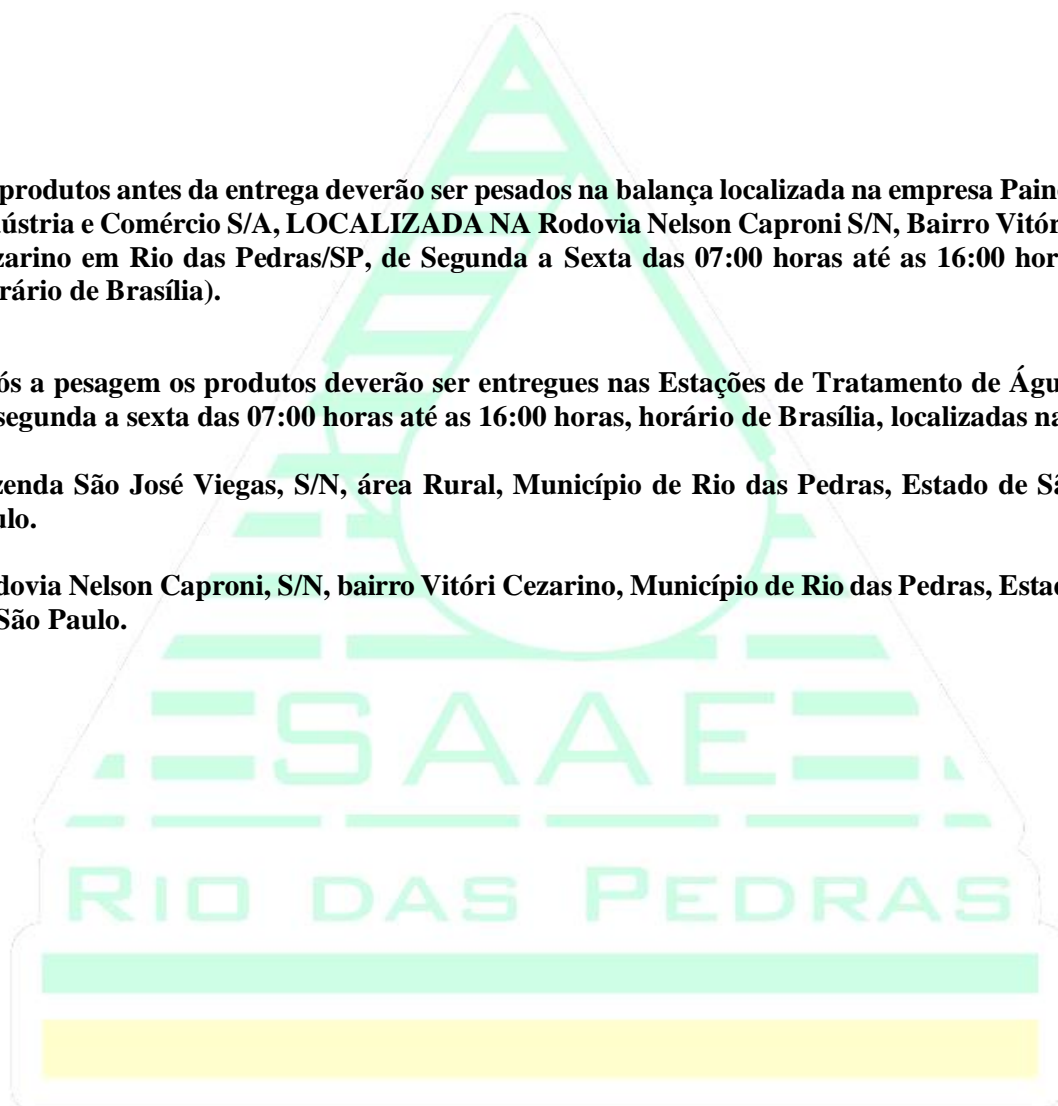 produtos antes da entrega deverão ser pesados na balança localizada na empresa Paine
ústria e Comércio S/A, LOCALIZADA NA Rodovia Nelson Caproni S/N, Bairro Vitór
zarino em Rio das Pedras/SP, de Segunda a Sexta das 07:00 horas até as 16:00 hor
rário de Brasília).
ós a pesagem os produtos deverão ser entregues nas Estações de Tratamento de Águ
segunda a sexta das 07:00 horas até as 16:00 horas, horário de Brasília, localizadas na
zenda São José Viegas, S/N, área Rural, Município de Rio das Pedras, Estado de Sã
ulo.
dovia Nelson Caproni, S/N, bairro Vitóri Cezarino, Município de Rio das Pedras, Estad
São Paulo.
SAAE
RIO DAS PEDRAS